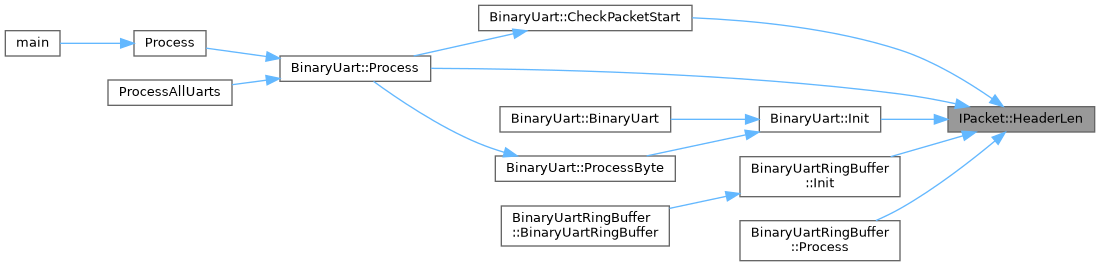 BinaryUart::CheckPacketStart
main
Process
BinaryUart::Process
ProcessAllUarts
BinaryUart::BinaryUart
BinaryUart::Init
IPacket::HeaderLen
BinaryUart::ProcessByte
BinaryUartRingBuffer
::Init
BinaryUartRingBuffer
::BinaryUartRingBuffer
BinaryUartRingBuffer
::Process